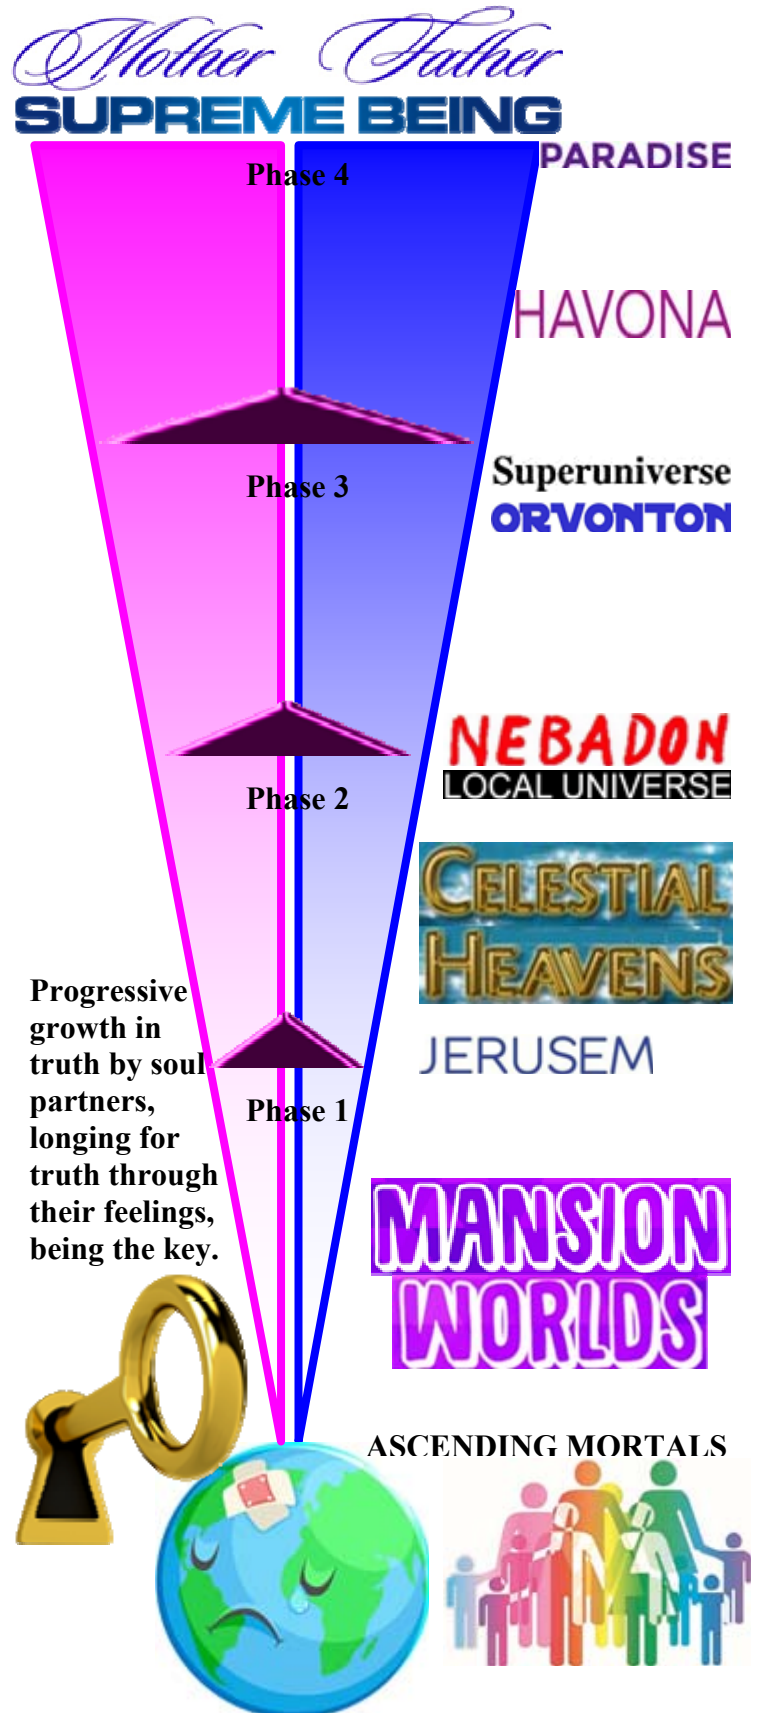 Mother Father
SUPREME BEING
PARADISE
Phase 4
HAVONA
Superuniverse
Phase 3
ORVONTON
NEBADON
LOCAL UNIVERSE
Phase 2
CELESTIAL
HEAVENS
Progressive
growth in
truth by soul
partners,
longing for
truth through
their feelings,
being the key.
JERUSEM
Phase 1
MANSION
WORLDS
ASCENDING MORTALS